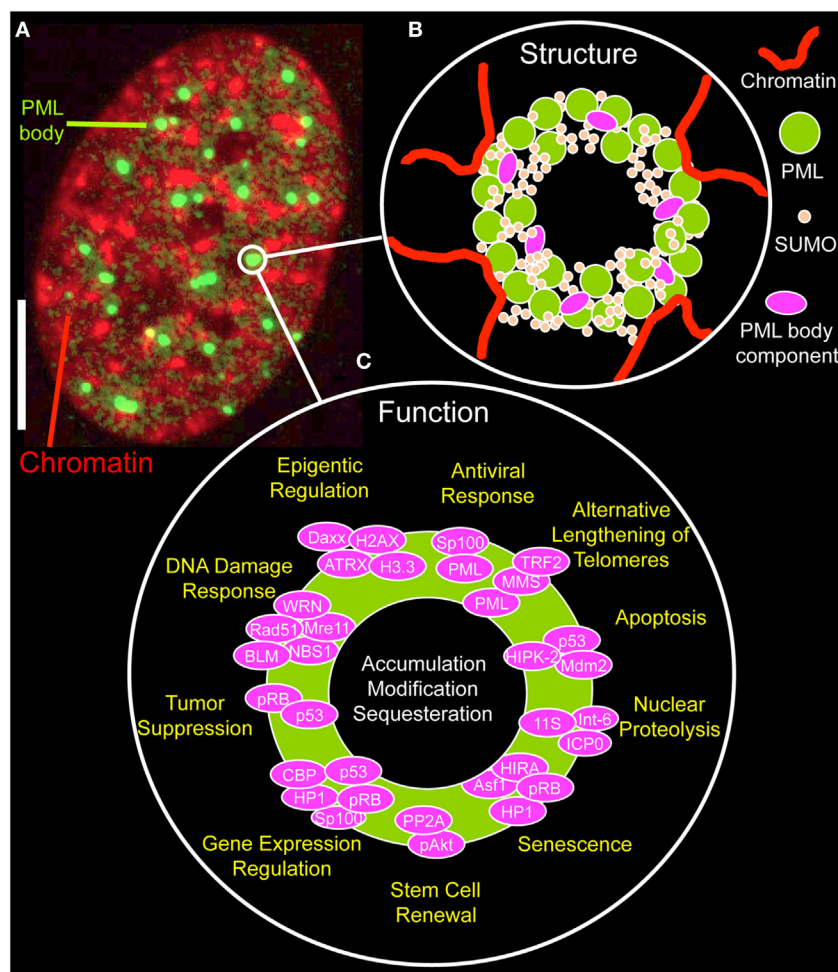 A
PML
body
Chromatin
B
Structure
Chromatin
PML
SUMO
PML body
component
C
Function
Epigentic
Regulation
Antiviral
Response
Alternative
Lengthening of
Telomeres
DNA Damage
Response
Apoptosis
Tumor
Suppression
Nuclear
Proteolysis
Gene Expression
Regulation
Senescence
Stem Cell
Renewal
Accumulation
Modification
Sequesteration
Daxx
H2AX
ATRX
H3.3
Sp100
PML
TRF2
MMS
PML
WRN
Rad51
Mre11
BLM
NBS1
p53
HIPK-2
Mdm2
pRB
p53
11S
Int-6
ICP0
CBP
p53
HP1
pRB
Sp100
HIRA
Asf1
pRB
HP1
PP2A
pAkt